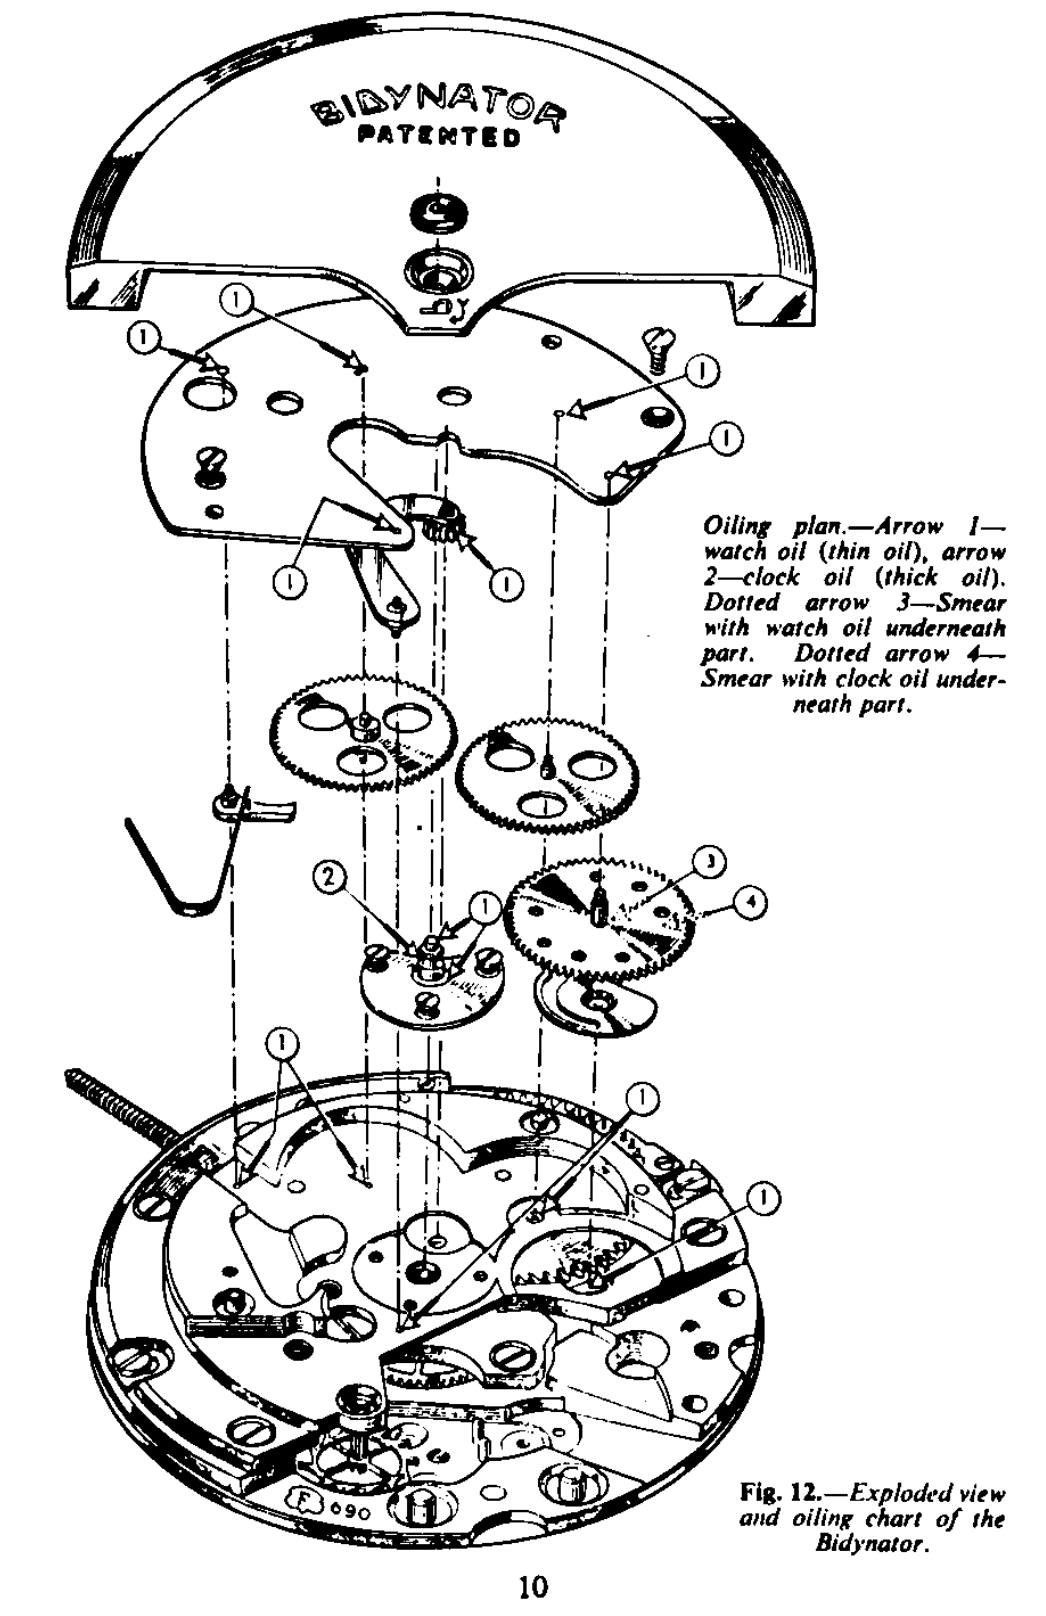 BIDYNATOR
PATENTED
1
1
1
1
Oiling plan.—Arrow 1—
watch oil (thin oil), arrow
2—clock oil (thick oil).
Dotted arrow 3—Smear
with watch oil underneath
part. Dotted arrow 4—
Smear with clock oil under-
neath part.
1
1
3
2
1
4
1
1
1
F 690
Fig. 12.—Exploded view
and oiling chart of the
Bidynator.
10